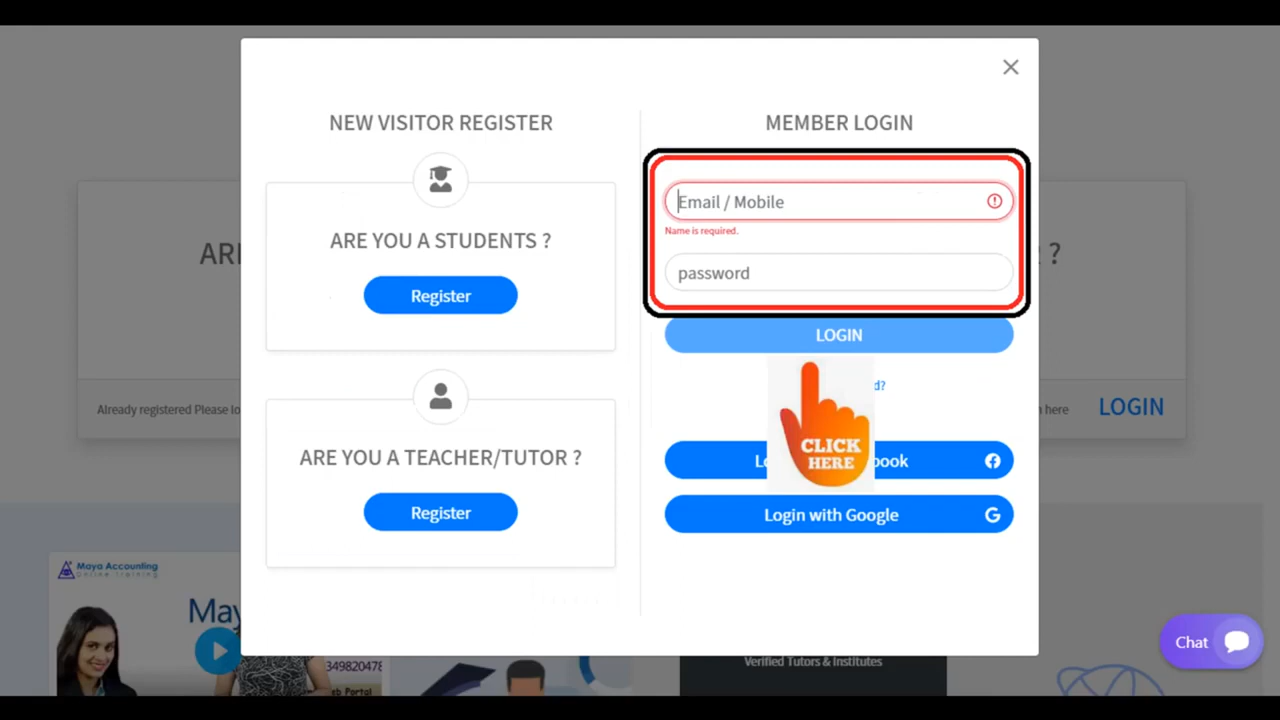 NEW VISITOR REGISTER
ARE YOU A STUDENTS ?
Register
ARE YOU A TEACHER/TUTOR ?
Register
MEMBER LOGIN
Email / Mobile
Name is required.
password
LOGIN
CLICK
HERE
Login with Google
Already registered Please
?
here
LOGIN
Maya Accounting
Online Training
May
349820478
Verified Tutors & Institutes
Chat